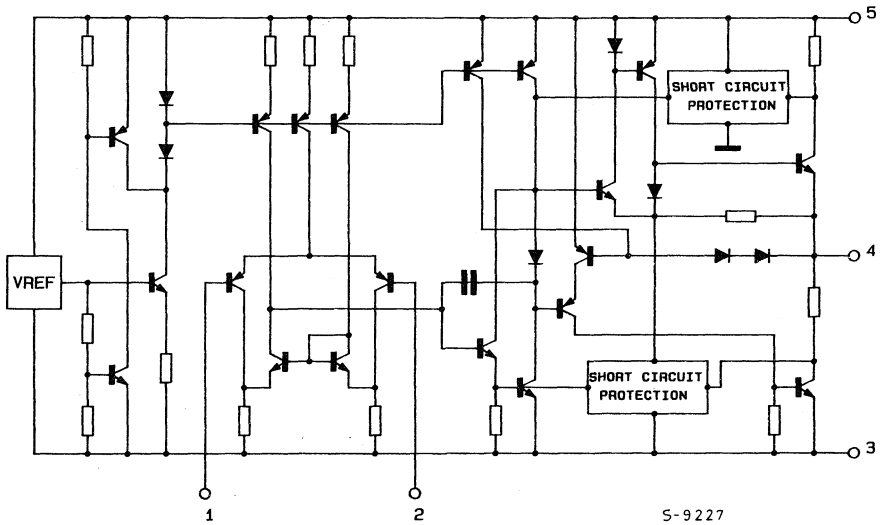 5
SHORT CIRCUIT
PROTECTION
4
VREF
SHORT CIRCUIT
PROTECTION
3
1
2
S-9227